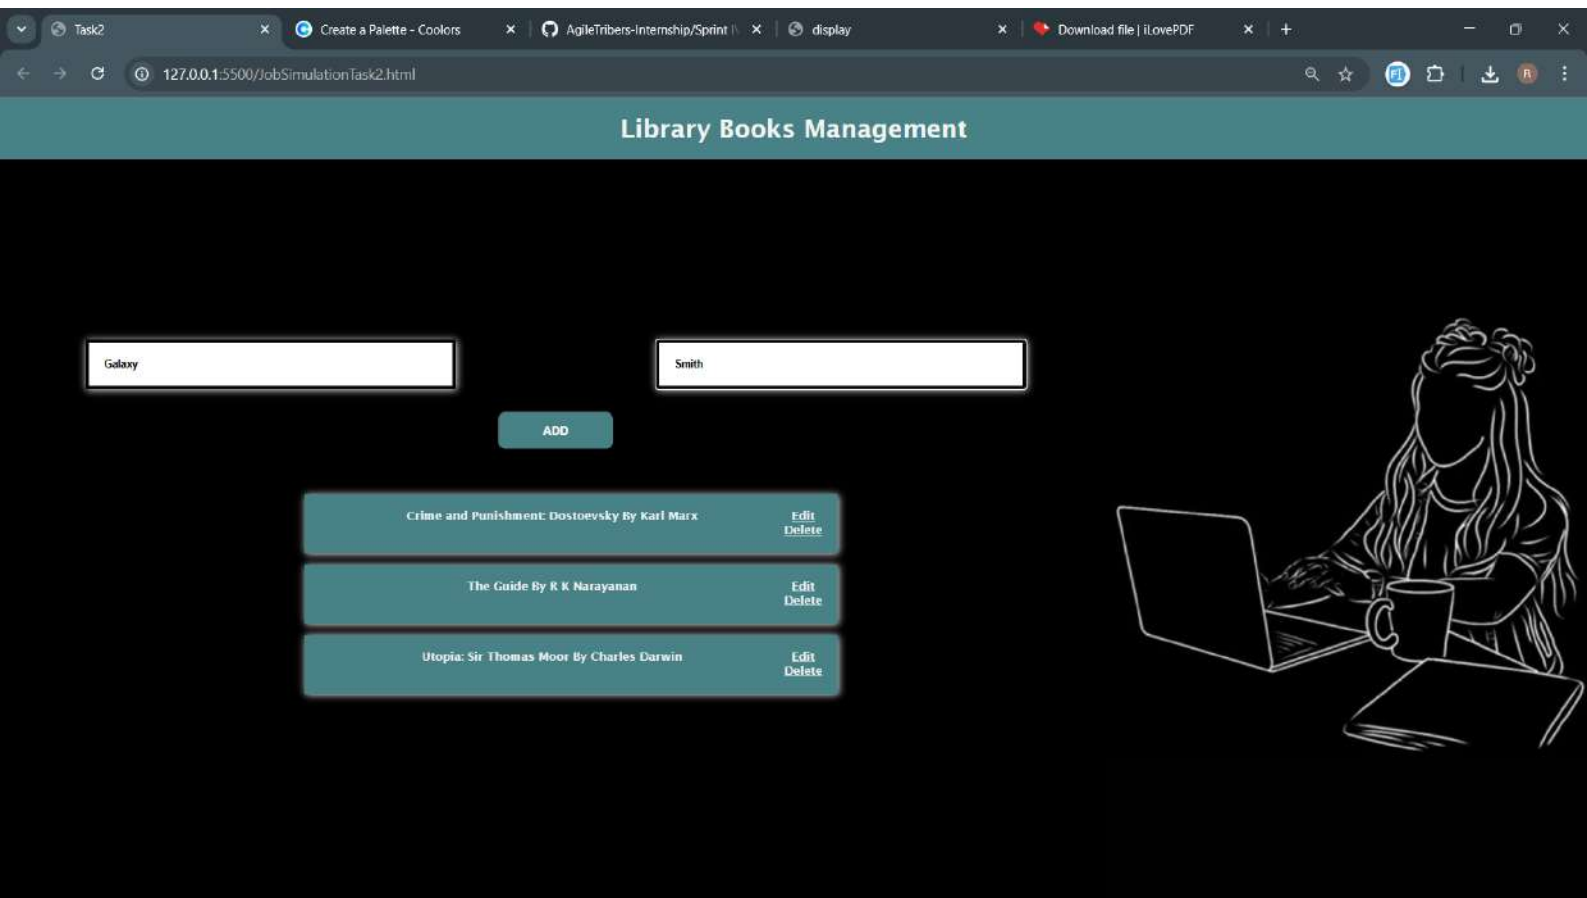 Task2
Create a Palette - Coolors
AgileTribers-Internship/Sprint
display
Download file | iLovePDF
127.0.0.1:5500/JobSimulationTask2.html
R
Library Books Management
Galaxy
Smith
ADD
Crime and Punishment: Dostoevsky By Karl Marx
Edit
Delete
The Guide By R K Narayanan
Edit
Delete
Utopia: Sir Thomas Moor By Charles Darwin
Edit
Delete